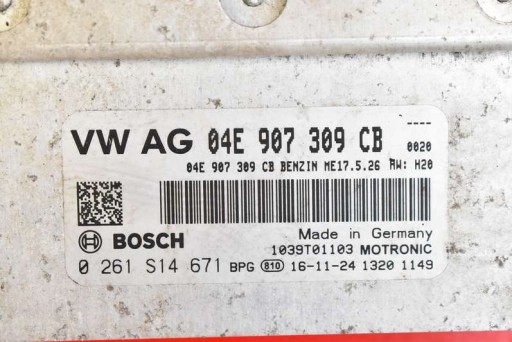 ----
VW AG 04E 907 309 CB 0020
04E 907 309 CB BENZIN ME17.5.26 HW: H20
Made in Germany
BOSCH 1039T01103 MOTRONIC
0 261 S14 671 BPG 810 16-11-24 1320 1149